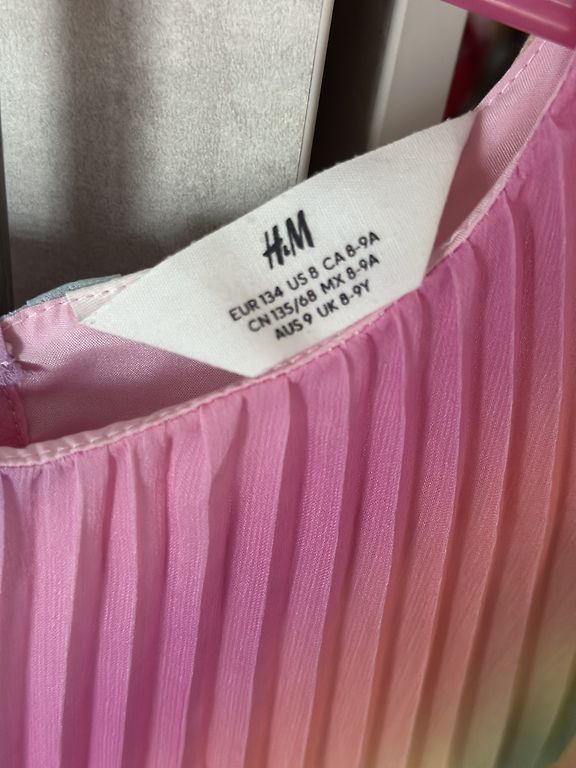 H&M
EUR 134 US 8 CA 8-9A
CN 135/68 MX 8-9A
AUS 9 UK 8-9Y